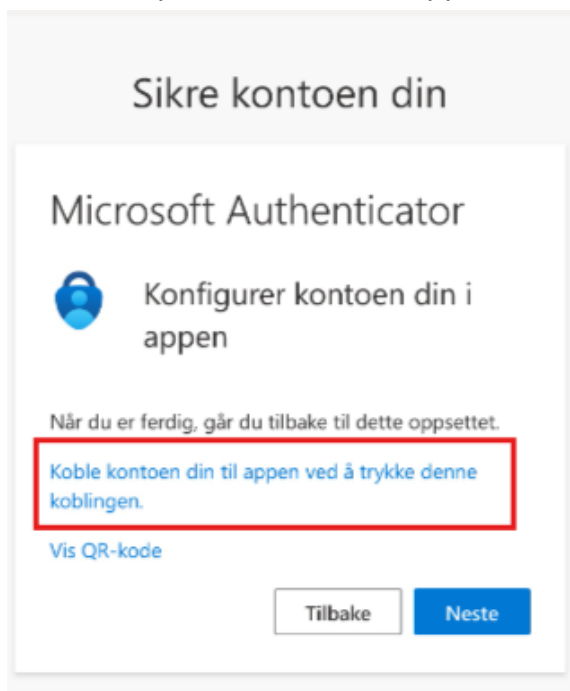 Sikre kontoen din
Microsoft Authenticator
Konfigurer kontoen din i
appen
Når du er ferdig, går du tilbake til dette oppsettet.
Koble kontoen din til appen ved å trykke denne
koblingen.
Vis QR-kode
Tilbake
Neste